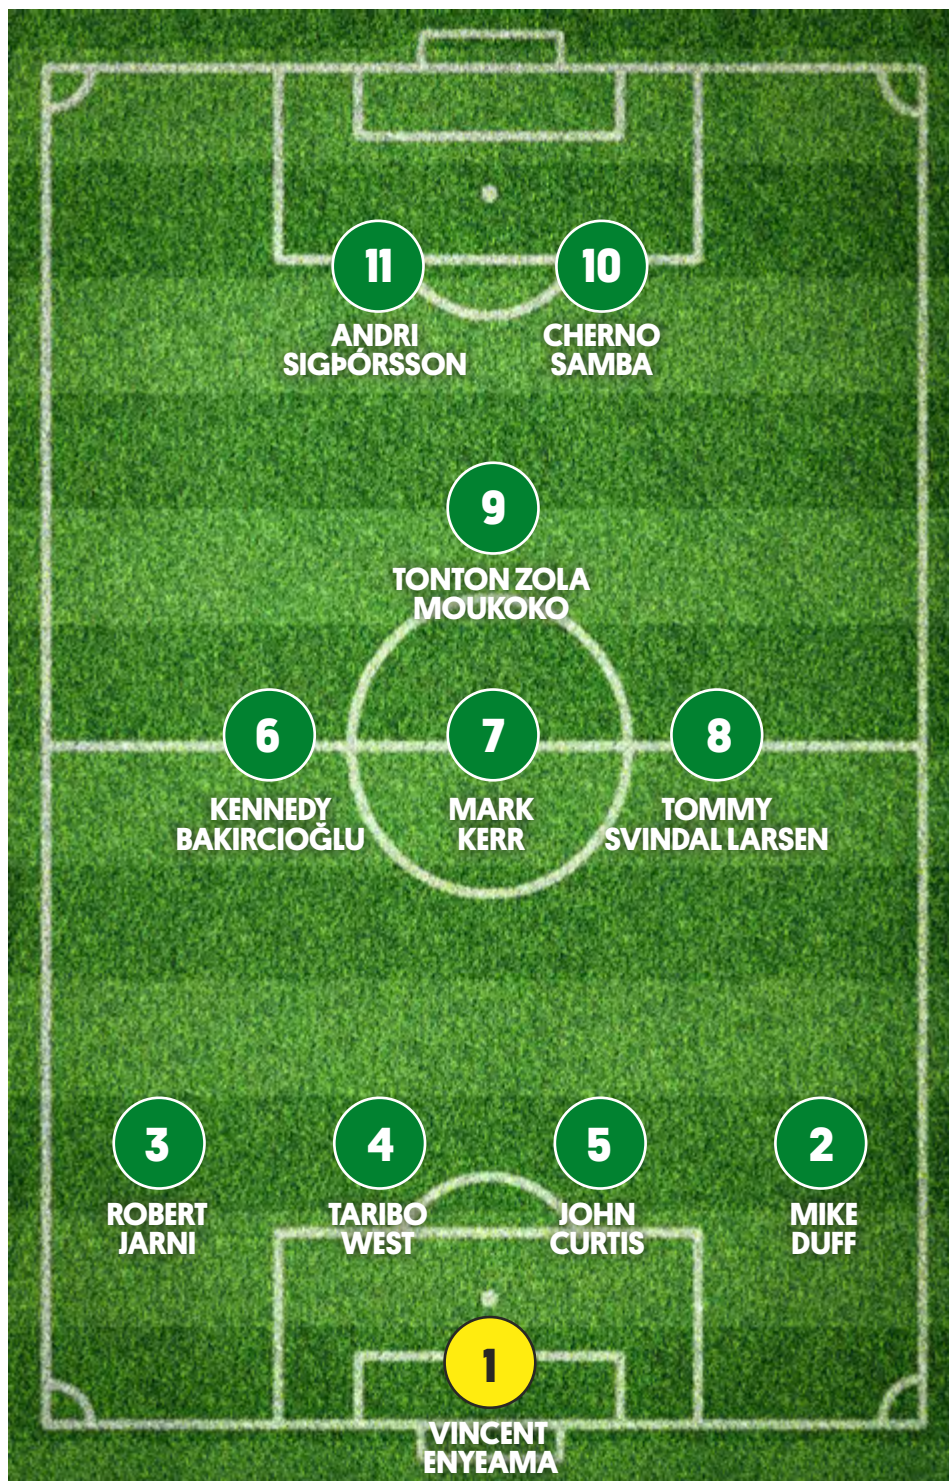 11
10
ANDRI
SIGÞÓRSSON
CHERNO
SAMBA
9
TONTON ZOLA
MOUKOKO
6
7
8
KENNEDY
BAKIRCIOĞLU
MARK
KERR
TOMMY
SVINDAL LARSEN
3
4
5
2
ROBERT
JARNI
TARIBO
WEST
JOHN
CURTIS
MIKE
DUFF
1
VINCENT
ENYEAMA